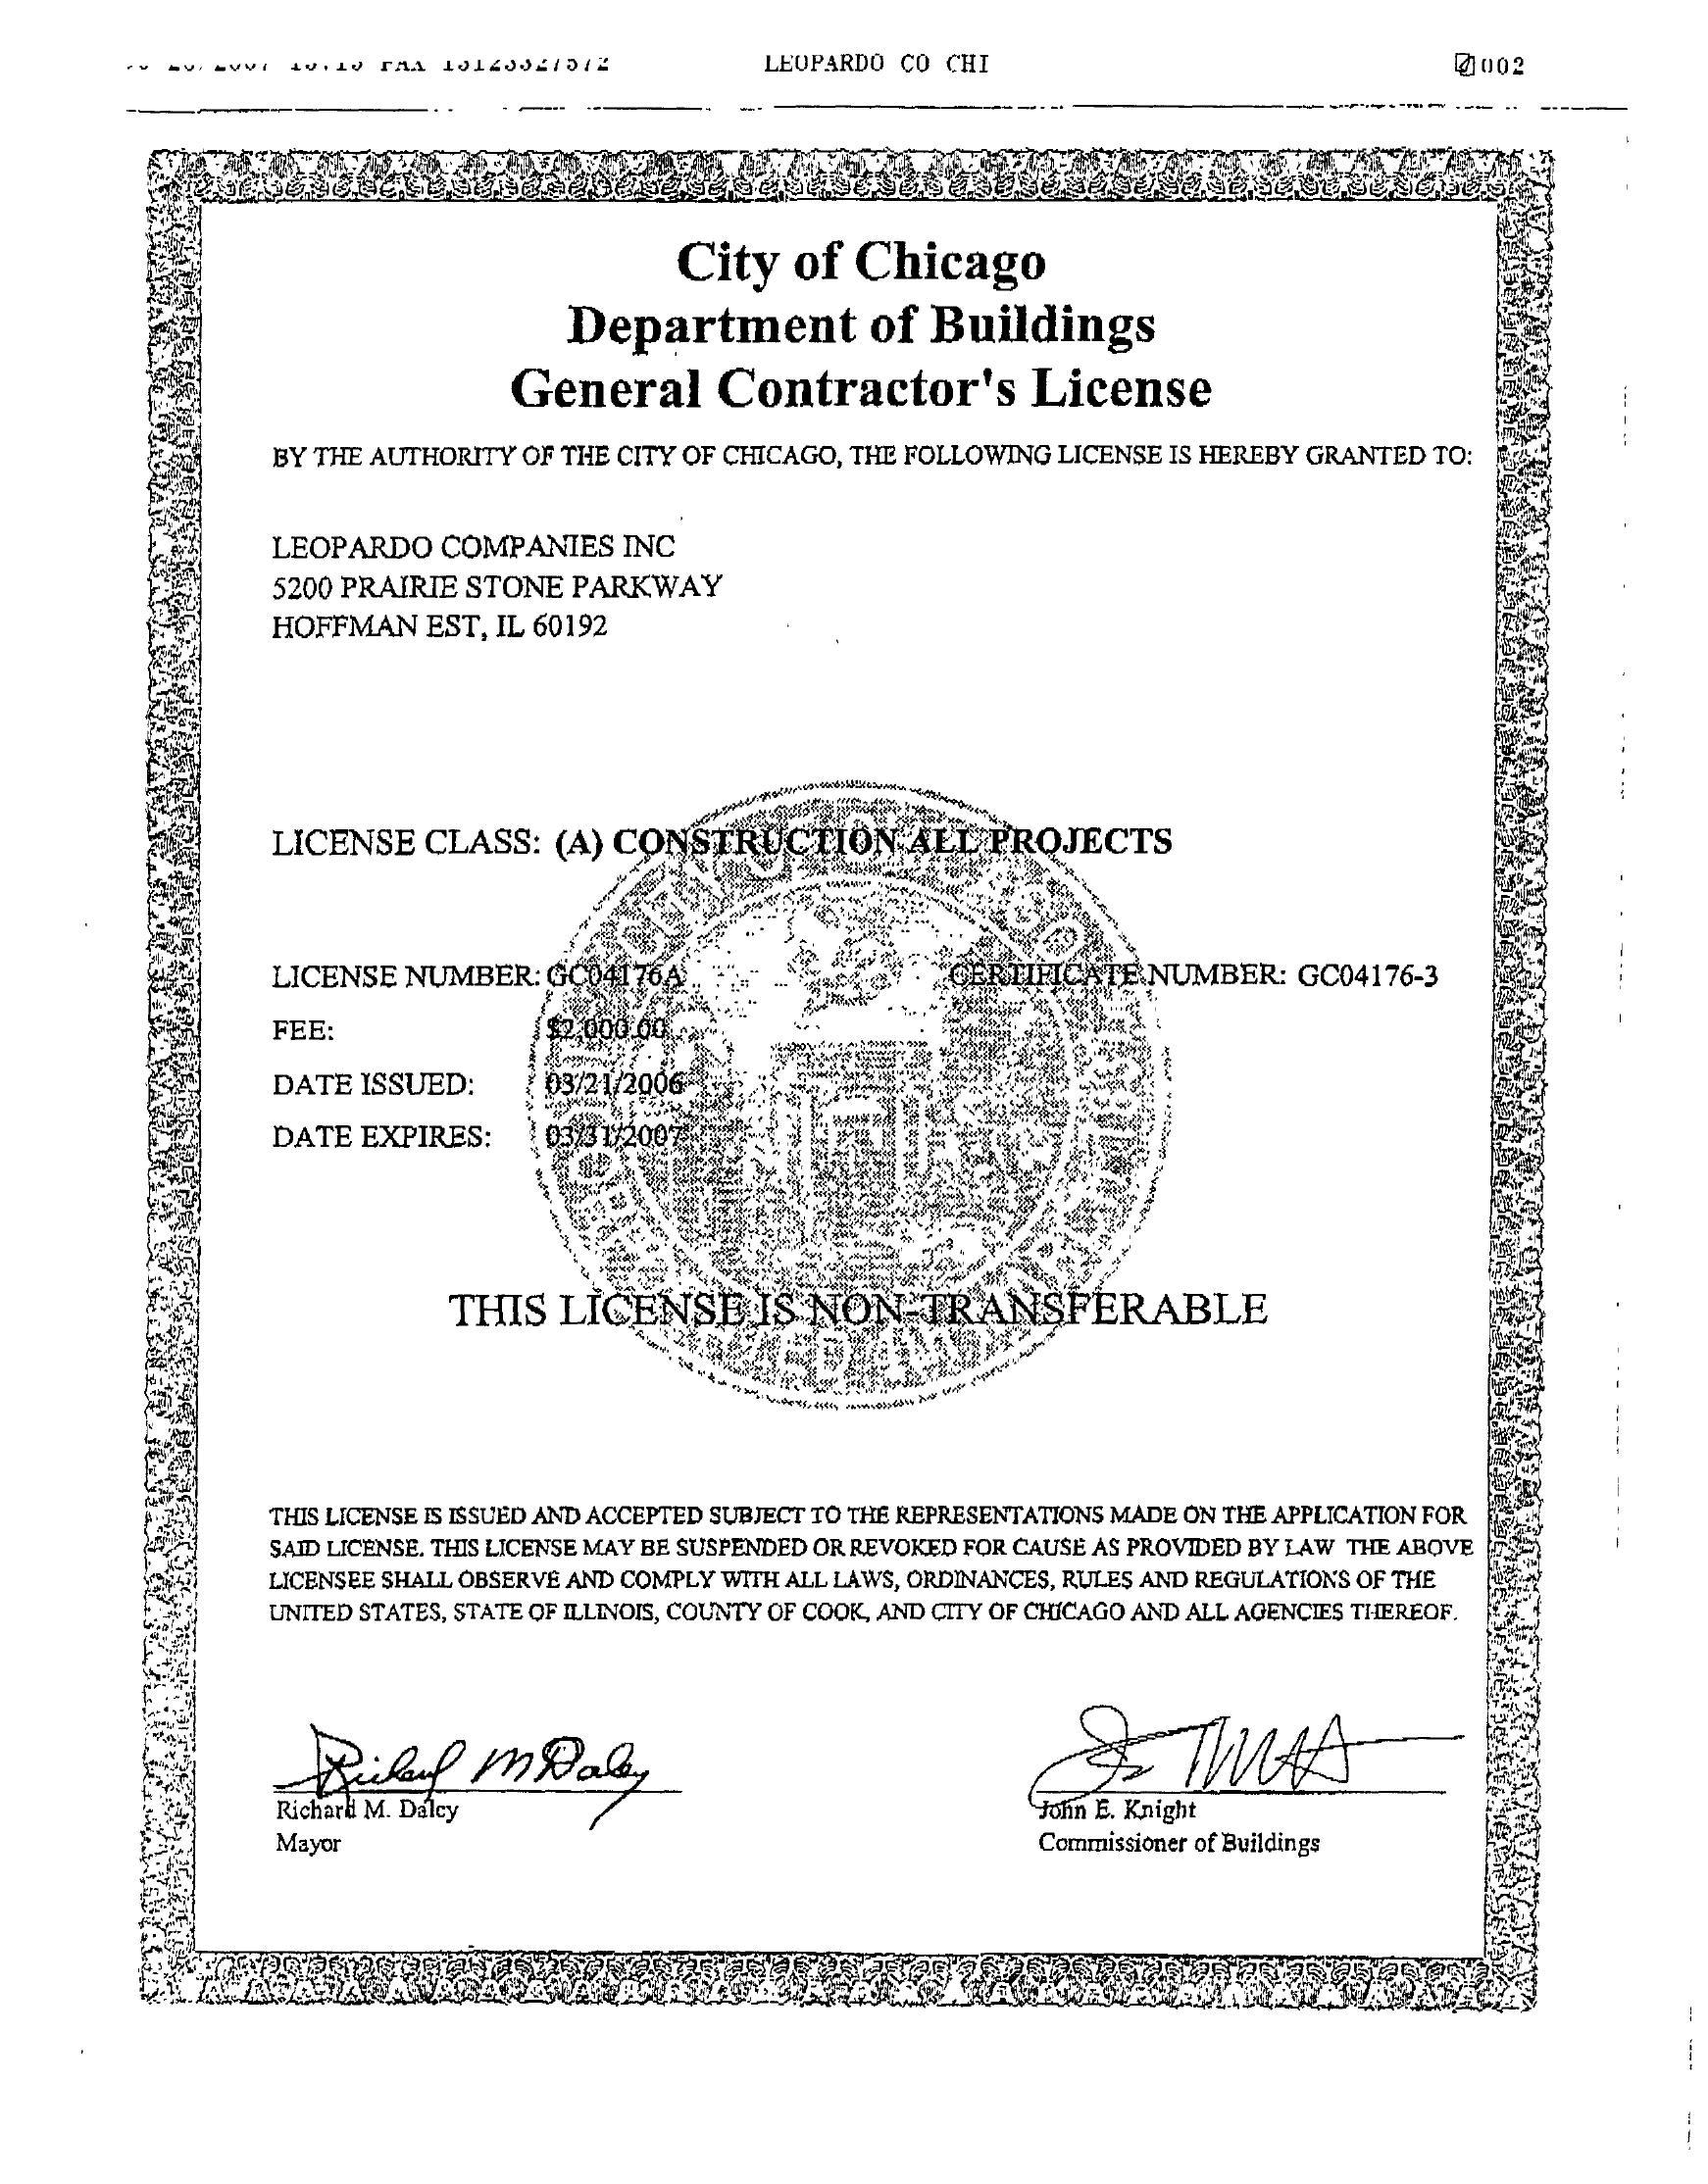 FAX LEOPARDO CO CHI 002
City of Chicago
Department of Buildings
General Contractor's License
BY THE AUTHORITY OF THE CITY OF CHICAGO, THE FOLLOWING LICENSE IS HEREBY GRANTED TO:
LEOPARDO COMPANIES INC
5200 PRAIRIE STONE PARKWAY
HOFFMAN EST, IL 60192
LICENSE CLASS: (A) CONSTRUCTION ALL PROJECTS
LICENSE NUMBER: GC04176A CERTIFICATE NUMBER: GC04176-3
FEE: $2,000.00
DATE ISSUED: 03/21/2006
DATE EXPIRES: 03/31/2007
THIS LICENSE IS NON-TRANSFERABLE
THIS LICENSE IS ISSUED AND ACCEPTED SUBJECT TO THE REPRESENTATIONS MADE ON THE APPLICATION FOR
SAID LICENSE. THIS LICENSE MAY BE SUSPENDED OR REVOKED FOR CAUSE AS PROVIDED BY LAW THE ABOVE
LICENSEE SHALL OBSERVE AND COMPLY WITH ALL LAWS, ORDINANCES, RULES AND REGULATIONS OF THE
UNITED STATES, STATE OF ILLINOIS, COUNTY OF COOK, AND CITY OF CHICAGO AND ALL AGENCIES THEREOF.
Richard M Daley
Richard M. Daley John E. Knight
Mayor Commissioner of Buildings